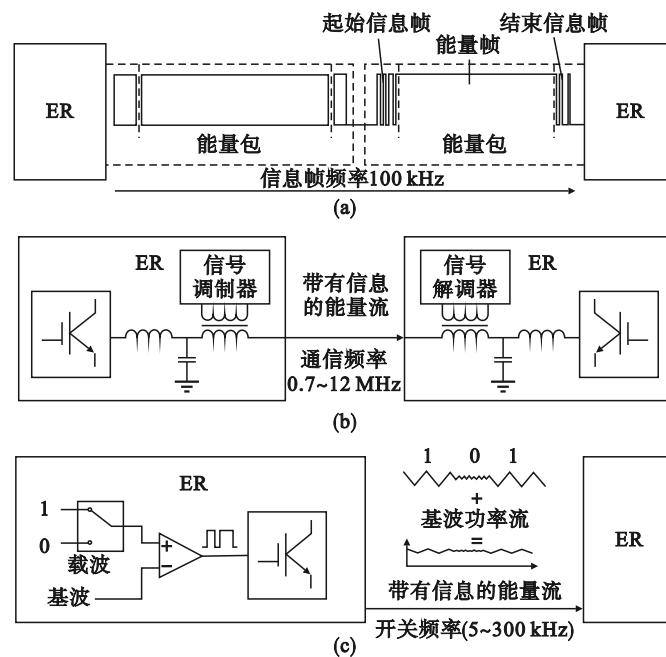 起始信息帧
结束信息帧
能量帧
ER
ER
能量包
能量包
信息帧频率100 kHz
(a)
ER
信号
调制器
带有信息
的能量流
通信频率
0.7~12 MHz
信号
解调器
ER
(b)
ER
1
0
载波
基波
+
−
1 0 1
+
基波功率流
=
带有信息的能量流
开关频率(5~300 kHz)
ER
(c)